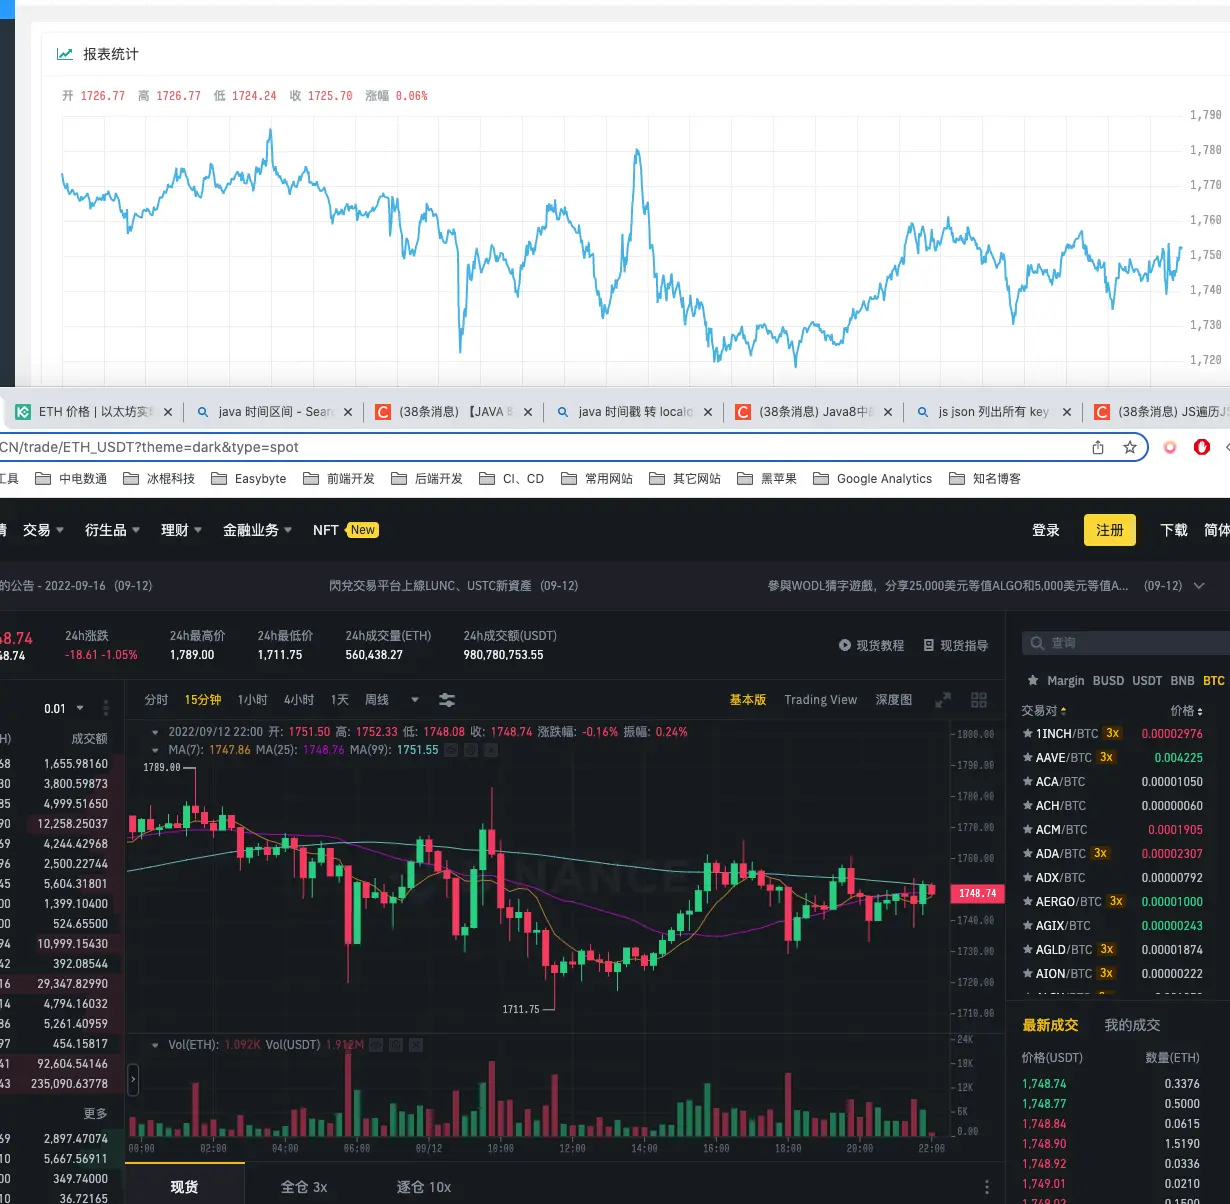 报表统计
开 1726.77 高 1726.77 低 1724.24 收 1725.70 涨幅 0.06%
1,790
1,780
1,770
1,760
1,750
1,740
1,730
1,720
ETH 价格 | 以太坊实
java 时间区间 - Sear
(38条消息) 【JAVA 8
java 时间戳 转 localc
(38条消息) Java8中的
js json 列出所有 key
(38条消息) JS遍历JS
CN/trade/ETH_USDT?theme=dark&type=spot
工具 中电数通 冰棍科技 Easybyte 前端开发 后端开发 CI、CD 常用网站 其它网站 黑苹果 Google Analytics 知名博客
情 交易 衍生品 理财 金融业务 NFT New 登录 注册 下载 简体
的公告 - 2022-09-16 (09-12) 閃兌交易平台上線LUNC、USTC新資產 (09-12) 參與WODL猜字遊戲，分享25,000美元等值ALGO和5,000美元等值A... (09-12)
48.74 24h涨跌 24h最高价 24h最低价 24h成交量(ETH) 24h成交额(USDT)
48.74 -18.61 -1.05% 1,789.00 1,711.75 560,438.27 980,780,753.55
现货教程 现货指导
查询
Margin BUSD USDT BNB BTC
交易对 价格
1INCH/BTC 3x 0.00002976
AAVE/BTC 3x 0.004225
ACA/BTC 0.00001050
ACH/BTC 0.00000060
ACM/BTC 0.0001905
ADA/BTC 3x 0.00002307
ADX/BTC 0.00000792
AERGO/BTC 3x 0.00001000
AGIX/BTC 0.00000243
AGLD/BTC 3x 0.00001874
AION/BTC 3x 0.00000222
0.01
H) 成交额
68 1,655.98160
30 3,800.59873
85 4,999.51650
90 12,258.25037
69 4,244.42968
96 2,500.22744
45 5,604.31801
00 1,399.10400
00 524.65500
94 10,999.15430
42 392.08544
16 29,347.82990
14 4,794.16032
86 5,261.40959
97 454.15817
41 92,604.54146
43 235,090.63778
更多
69 2,897.47074
10 5,667.56911
00 349.74000
10 36.72165
分时 15分钟 1小时 4小时 1天 周线 基本版 Trading View 深度图
2022/09/12 22:00 开: 1751.50 高: 1752.33 低: 1748.08 收: 1748.74 涨跌幅: -0.16% 振幅: 0.24%
MA(7): 1747.86 MA(25): 1748.76 MA(99): 1751.55
1789.00
1711.75
1800.00
1790.00
1780.00
1770.00
1760.00
1748.74
1740.00
1730.00
1720.00
1710.00
Vol(ETH): 1.092K Vol(USDT) 1.912M
24K
18K
12K
6K
0.00
00:00 02:00 04:00 06:00 09/12 10:00 12:00 14:00 16:00 18:00 20:00 22:00
现货 全仓 3x 逐仓 10x
最新成交 我的成交
价格(USDT) 数量(ETH)
1,748.74 0.3376
1,748.77 0.5000
1,748.84 0.0615
1,748.90 1.5190
1,748.92 0.0336
1,749.01 0.0210